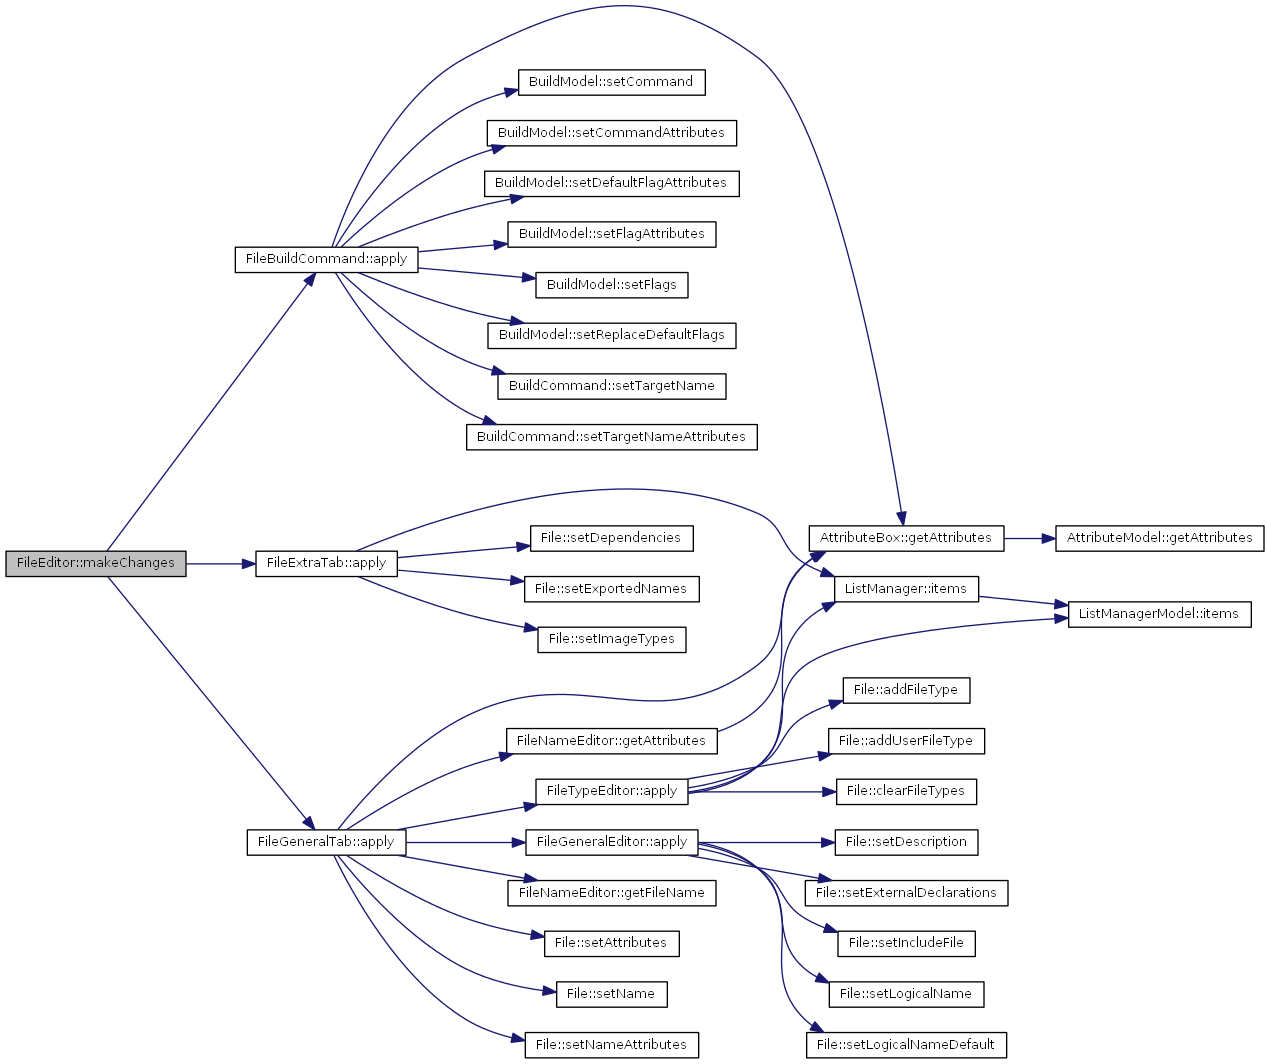 BuildModel::setCommand
BuildModel::setCommandAttributes
BuildModel::setDefaultFlagAttributes
BuildModel::setFlagAttributes
FileBuildCommand::apply
BuildModel::setFlags
BuildModel::setReplaceDefaultFlags
BuildCommand::setTargetName
BuildCommand::setTargetNameAttributes
File::setDependencies
AttributeBox::getAttributes
AttributeModel::getAttributes
FileEditor::makeChanges
FileExtraTab::apply
File::setExportedNames
ListManager::items
ListManagerModel::items
File::setImageTypes
File::addFileType
FileNameEditor::getAttributes
File::addUserFileType
FileTypeEditor::apply
File::clearFileTypes
FileGeneralTab::apply
FileGeneralEditor::apply
File::setDescription
FileNameEditor::getFileName
File::setExternalDeclarations
File::setAttributes
File::setIncludeFile
File::setName
File::setLogicalName
File::setNameAttributes
File::setLogicalNameDefault